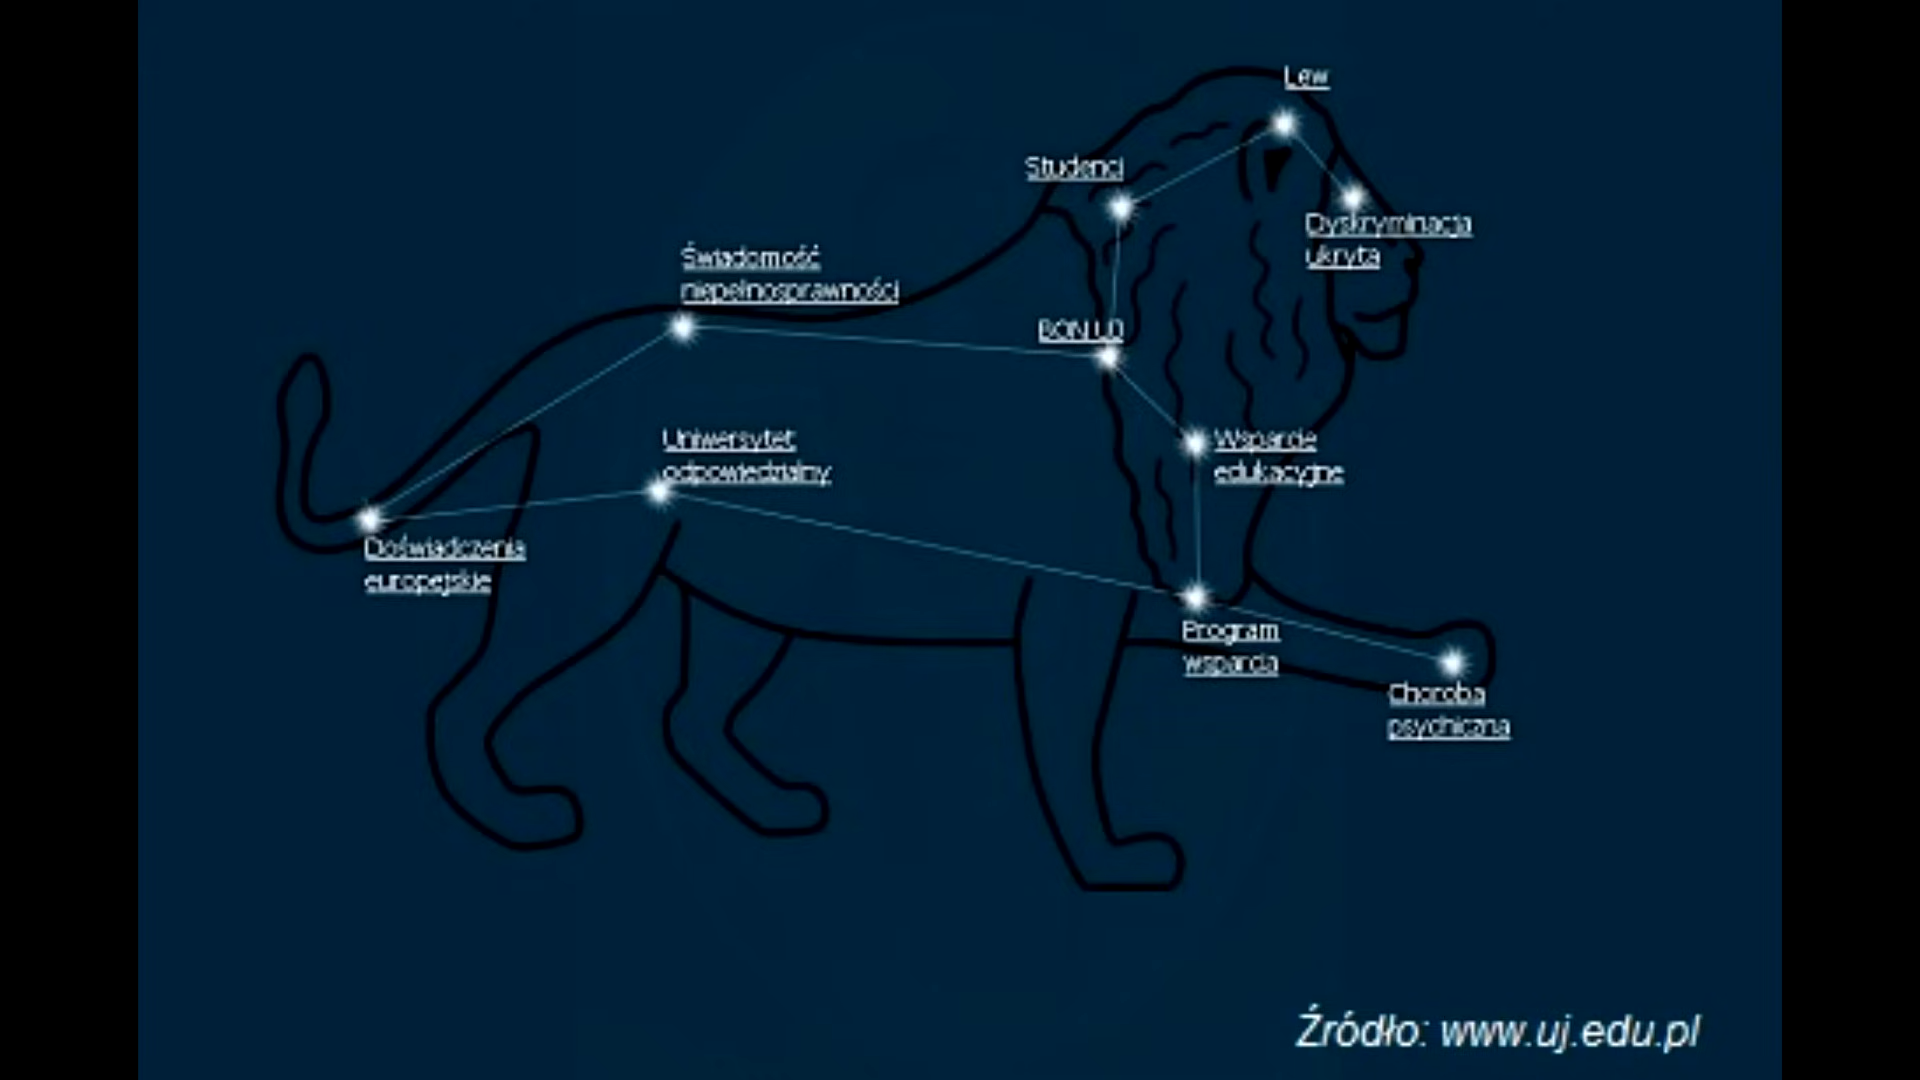 Lew
Studenci
Dyskryminacja
ukryta
Świadomość
niepełnosprawności
BON UJ
Uniwersytet
odpowiedzialny
Wsparcie
edukacyjne
Doświadczenia
europejskie
Program
wsparcia
Choroba
psychiczna
Źródło: www.uj.edu.pl